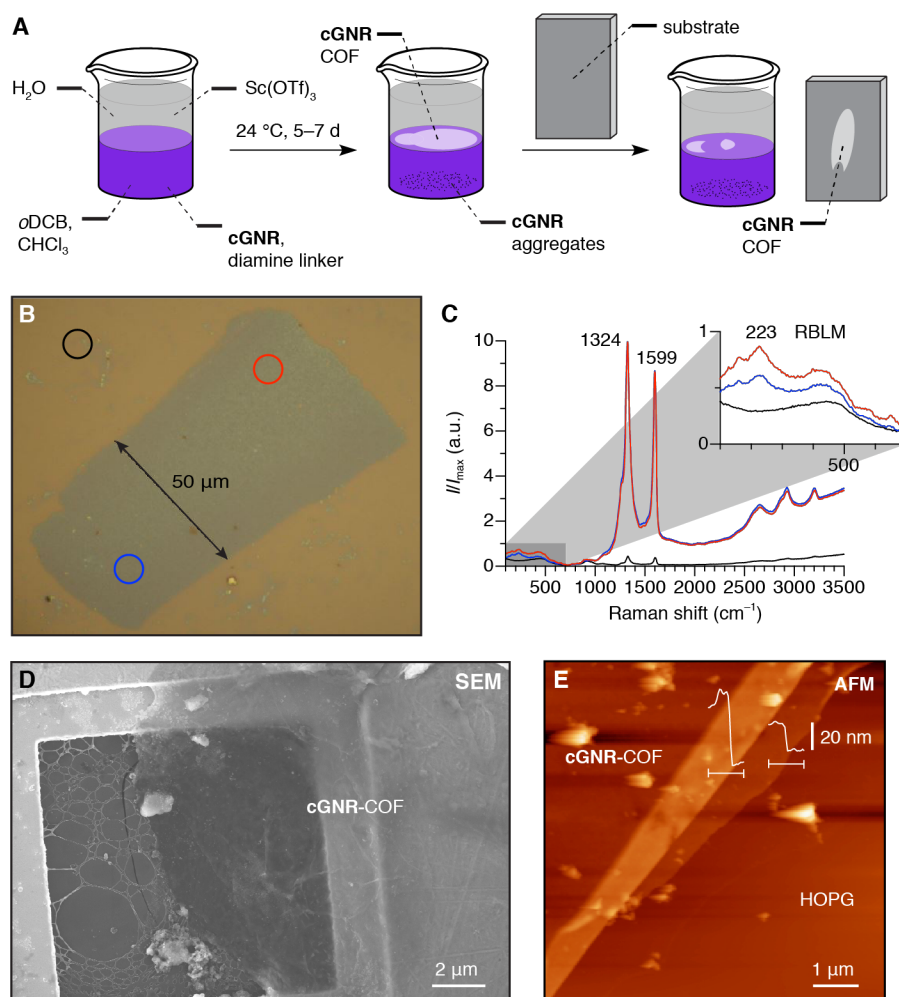 A
H₂O
Sc(OTf)₃
24 °C, 5–7 d
oDCB,
CHCl₃
cGNR,
diamine linker
cGNR
COF
cGNR
aggregates
substrate
cGNR
COF
B
50 µm
C
10
8
6
4
2
0
I/Imax (a.u.)
1324
1599
500
1000
1500
2000
2500
3000
3500
Raman shift (cm⁻¹)
1
0
223
RBLM
500
D
SEM
cGNR-COF
2 µm
E
AFM
20 nm
cGNR-COF
HOPG
1 µm